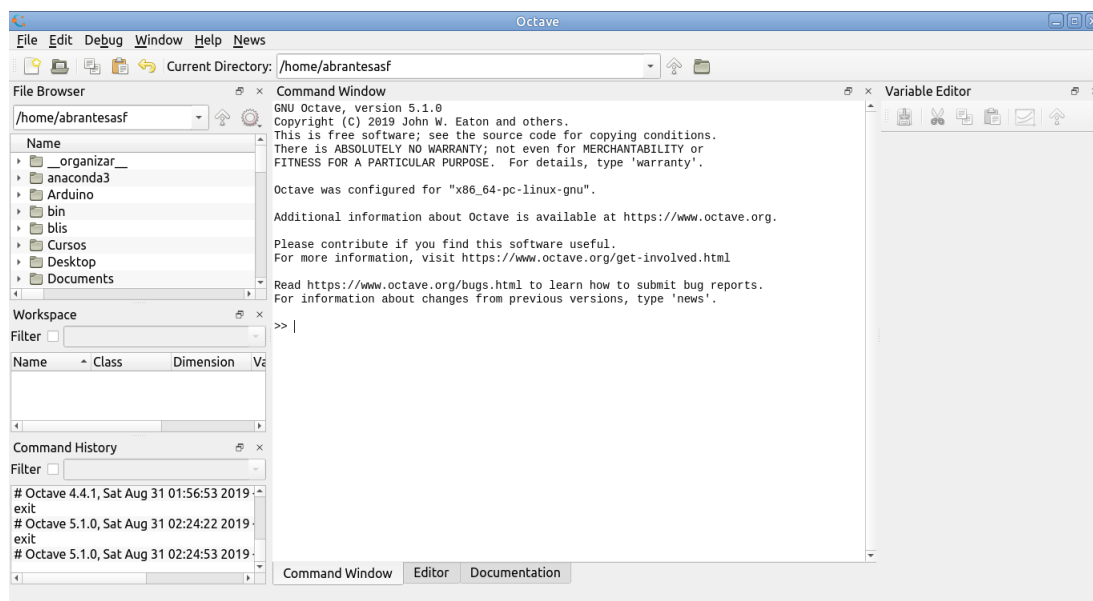 Octave
File Edit Debug Window Help News
Current Directory: /home/abrantesasf
File Browser
/home/abrantesasf
Name
__organizar__
anaconda3
Arduino
bin
blis
Cursos
Desktop
Documents
Workspace
Filter
Name Class Dimension Va
Command History
Filter
# Octave 4.4.1, Sat Aug 31 01:56:53 2019
exit
# Octave 5.1.0, Sat Aug 31 02:24:22 2019
exit
# Octave 5.1.0, Sat Aug 31 02:24:53 2019
Command Window
GNU Octave, version 5.1.0
Copyright (C) 2019 John W. Eaton and others.
This is free software; see the source code for copying conditions.
There is ABSOLUTELY NO WARRANTY; not even for MERCHANTABILITY or
FITNESS FOR A PARTICULAR PURPOSE.  For details, type 'warranty'.
Octave was configured for "x86_64-pc-linux-gnu".
Additional information about Octave is available at https://www.octave.org.
Please contribute if you find this software useful.
For more information, visit https://www.octave.org/get-involved.html
Read https://www.octave.org/bugs.html to learn how to submit bug reports.
For information about changes from previous versions, type 'news'.
>>
Command Window Editor Documentation
Variable Editor